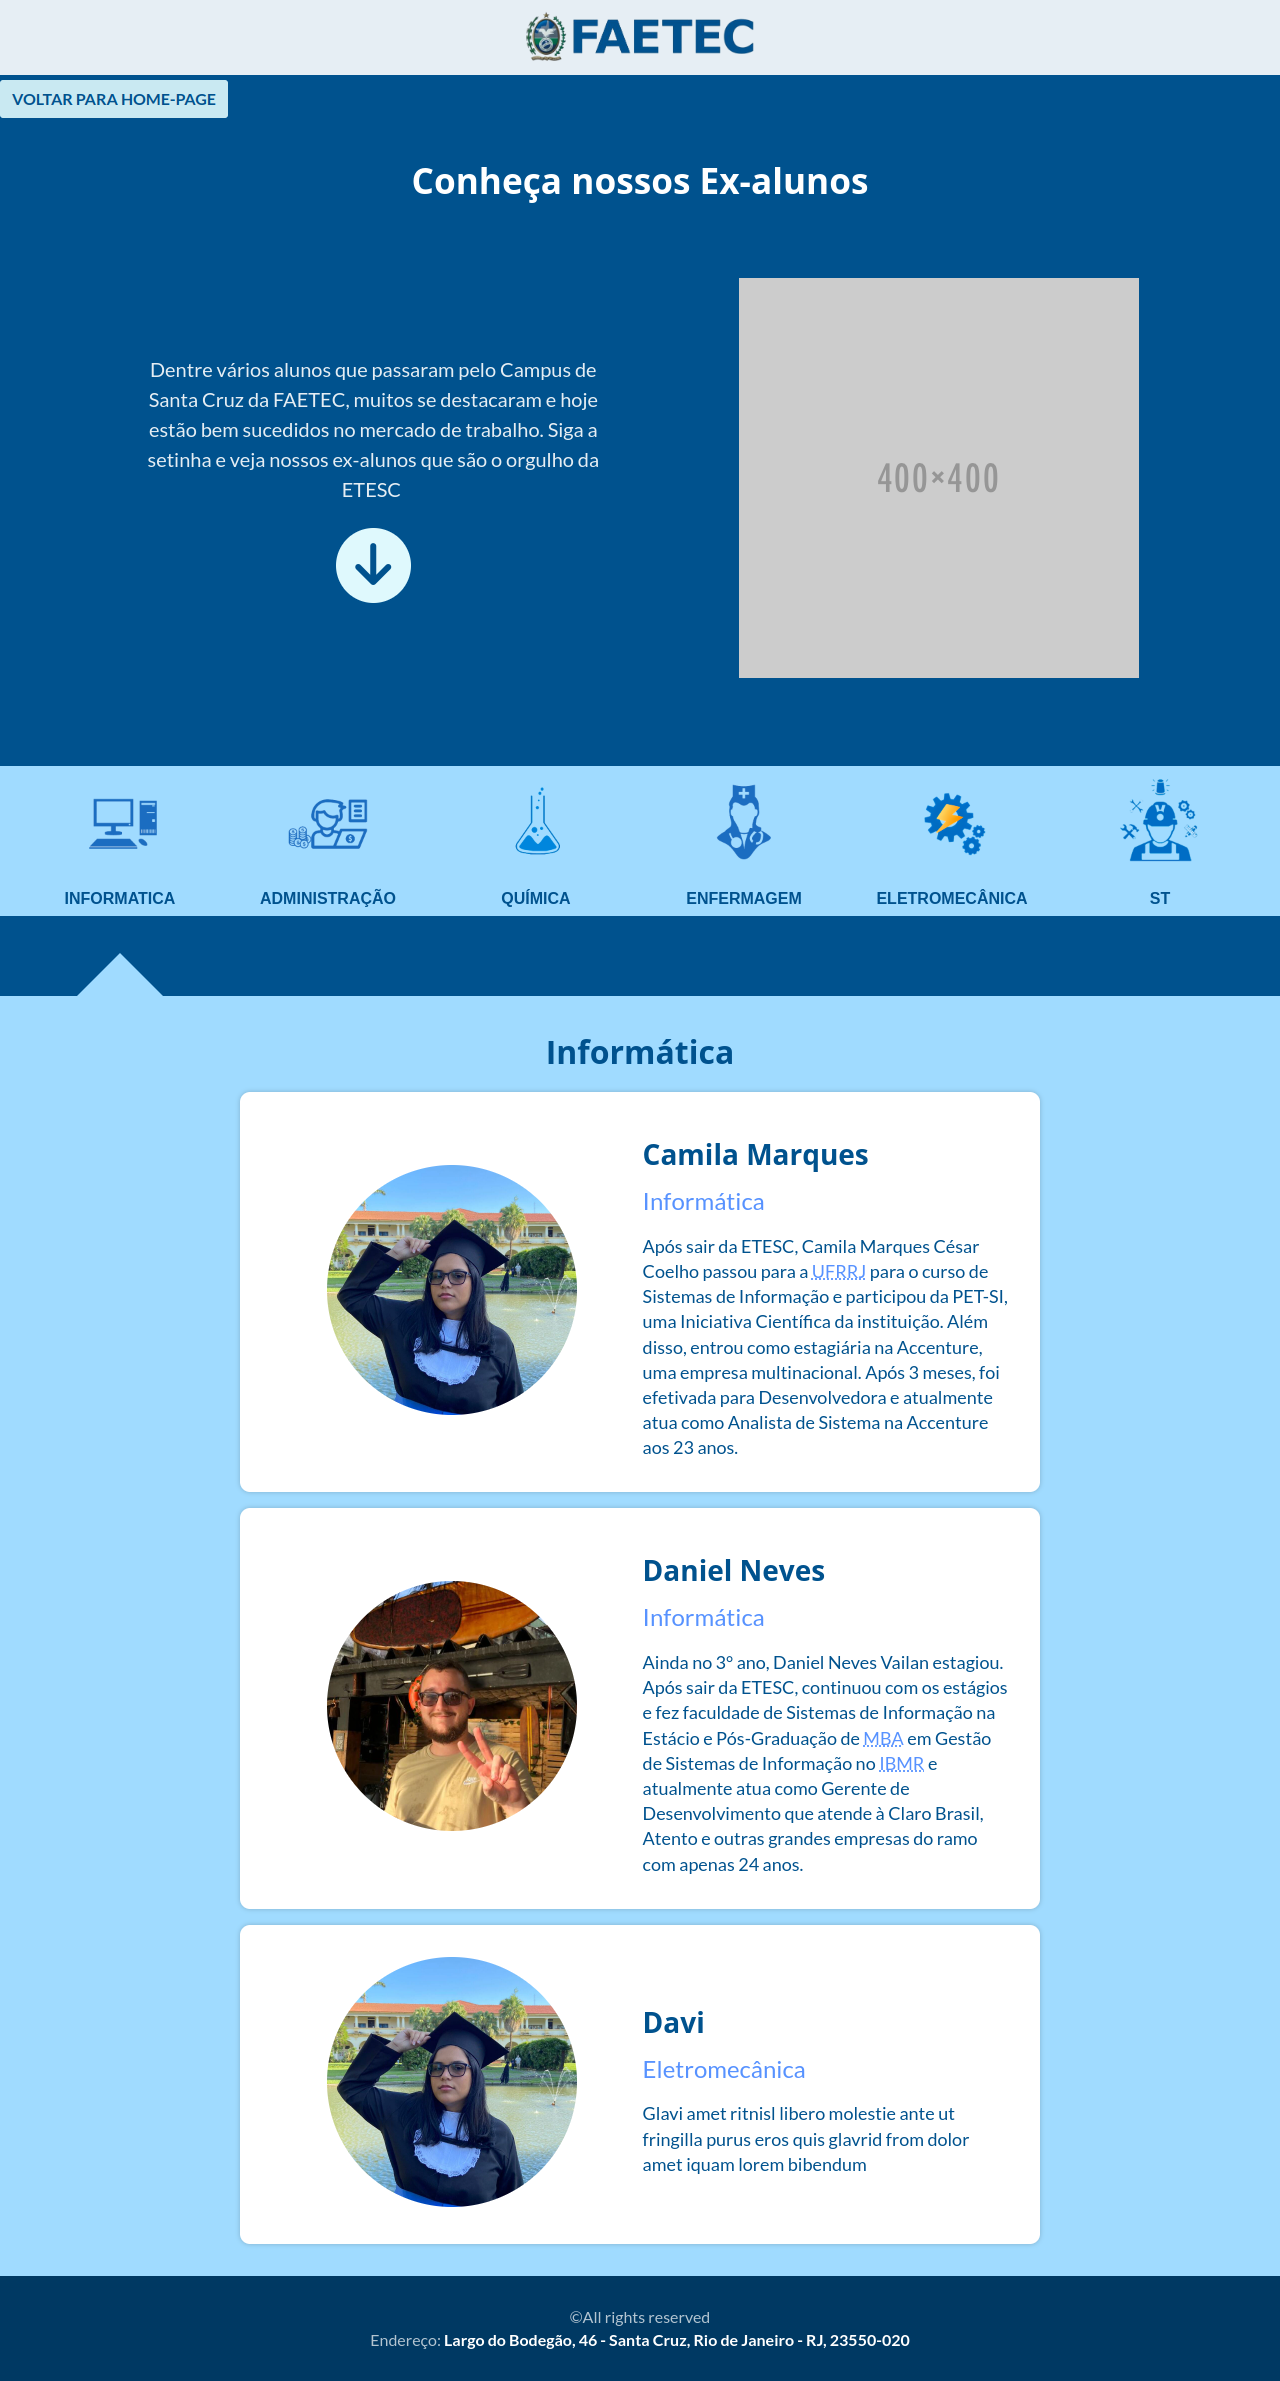 FAETEC
VOLTAR PARA HOME-PAGE
Conheça nossos Ex-alunos
Dentre vários alunos que passaram pelo Campus de
Santa Cruz da FAETEC, muitos se destacaram e hoje
estão bem sucedidos no mercado de trabalho. Siga a
setinha e veja nossos ex-alunos que são o orgulho da
ETESC
400×400
INFORMATICA
ADMINISTRAÇÃO
QUÍMICA
ENFERMAGEM
ELETROMECÂNICA
ST
Informática
Camila Marques
Informática
Após sair da ETESC, Camila Marques César
Coelho passou para a UFRRJ para o curso de
Sistemas de Informação e participou da PET-SI,
uma Iniciativa Científica da instituição. Além
disso, entrou como estagiária na Accenture,
uma empresa multinacional. Após 3 meses, foi
efetivada para Desenvolvedora e atualmente
atua como Analista de Sistema na Accenture
aos 23 anos.
Daniel Neves
Informática
Ainda no 3° ano, Daniel Neves Vailan estagiou.
Após sair da ETESC, continuou com os estágios
e fez faculdade de Sistemas de Informação na
Estácio e Pós-Graduação de MBA em Gestão
de Sistemas de Informação no IBMR e
atualmente atua como Gerente de
Desenvolvimento que atende à Claro Brasil,
Atento e outras grandes empresas do ramo
com apenas 24 anos.
Davi
Eletromecânica
Glavi amet ritnisl libero molestie ante ut
fringilla purus eros quis glavrid from dolor
amet iquam lorem bibendum
©All rights reserved
Endereço: Largo do Bodegão, 46 - Santa Cruz, Rio de Janeiro - RJ, 23550-020